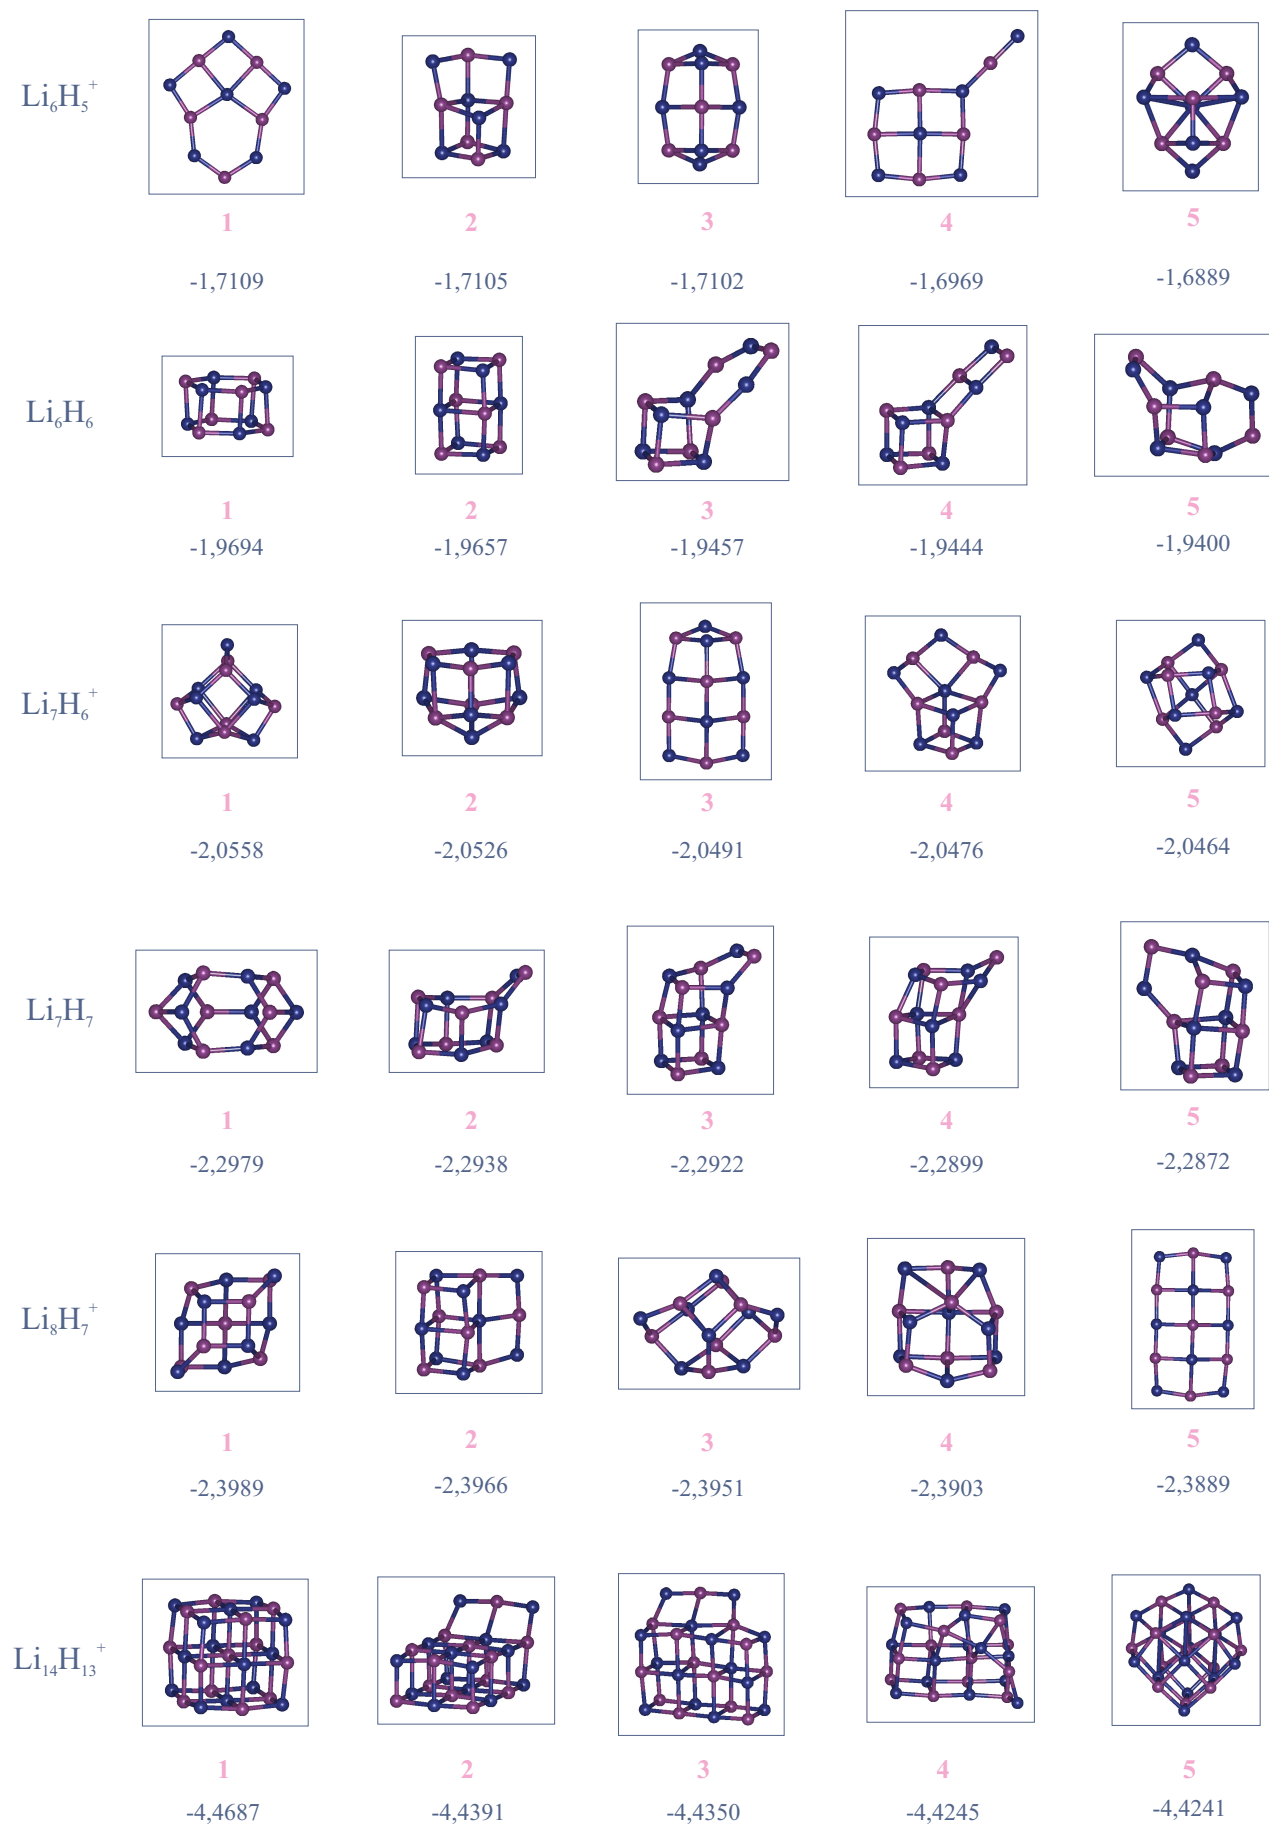 Li₆H₅⁺
1 2 3 4 5
-1,7109 -1,7105 -1,7102 -1,6969 -1,6889
Li₆H₆
1 2 3 4 5
-1,9694 -1,9657 -1,9457 -1,9444 -1,9400
Li₇H₆⁺
1 2 3 4 5
-2,0558 -2,0526 -2,0491 -2,0476 -2,0464
Li₇H₇
1 2 3 4 5
-2,2979 -2,2938 -2,2922 -2,2899 -2,2872
Li₈H₇⁺
1 2 3 4 5
-2,3989 -2,3966 -2,3951 -2,3903 -2,3889
Li₁₄H₁₃⁺
1 2 3 4 5
-4,4687 -4,4391 -4,4350 -4,4245 -4,4241